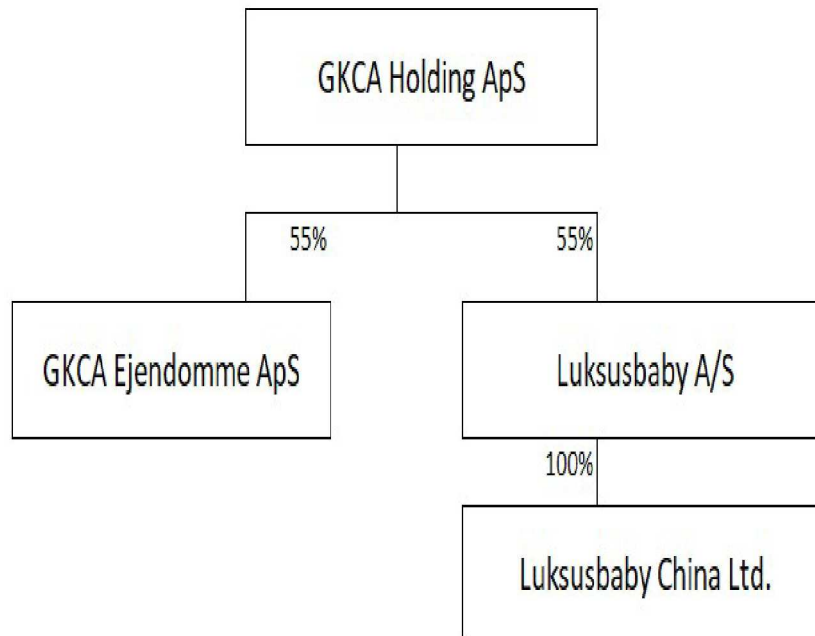 GKCA Holding ApS
55%
55%
GKCA Ejendomme ApS
Luksusbaby A/S
100%
Luksusbaby China Ltd.